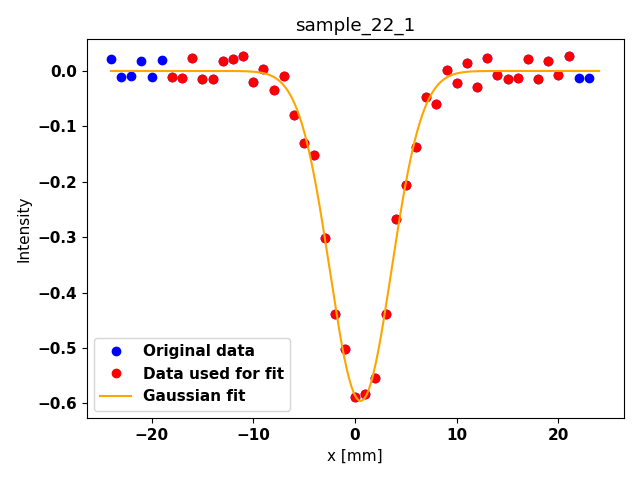 sample_22_1
Intensity
0.0
−0.1
−0.2
−0.3
−0.4
−0.5
−0.6
Original data
Data used for fit
Gaussian fit
−20
−10
0
10
20
x [mm]